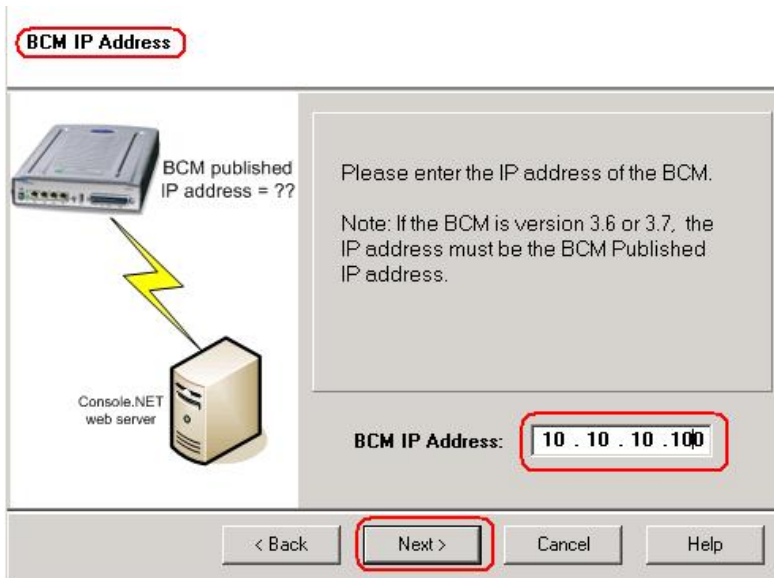 BCM IP Address
BCM published
IP address = ??
Console.NET
web server
Please enter the IP address of the BCM.
Note: If the BCM is version 3.6 or 3.7, the
IP address must be the BCM Published
IP address.
BCM IP Address: 10 . 10 . 10 .100
< Back Next > Cancel Help